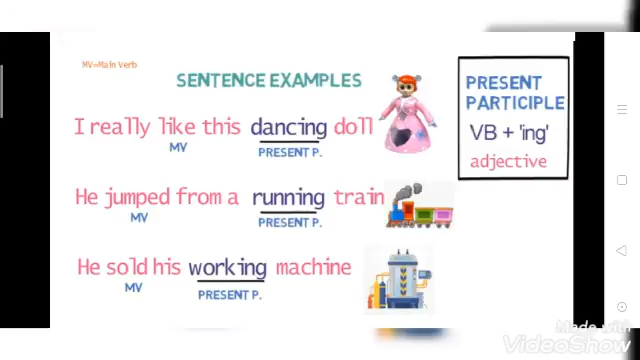 MV=Main Verb
SENTENCE EXAMPLES
I really like this dancing doll
MV
PRESENT P.
He jumped from a running train
MV
PRESENT P.
He sold his working machine
MV
PRESENT P.
PRESENT
PARTICIPLE
VB + 'ing'
adjective
Made with
VideoShow